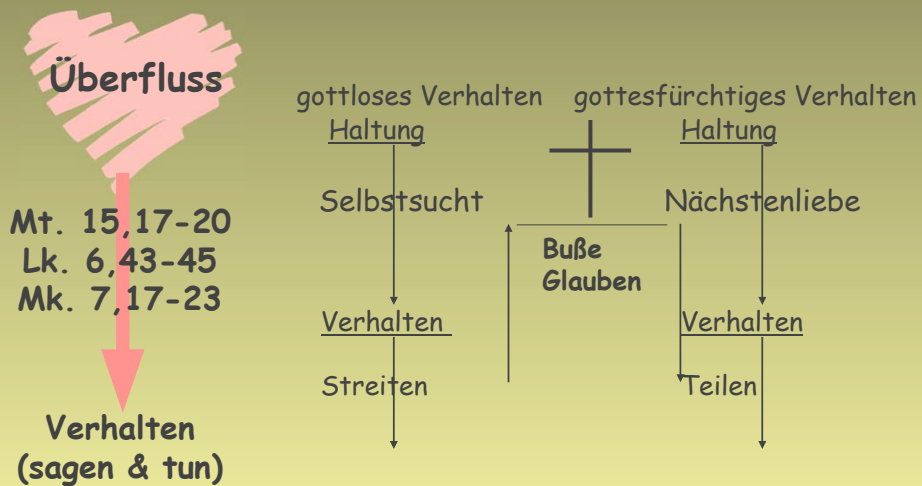 Überfluss
Mt. 15,17-20
Lk. 6,43-45
Mk. 7,17-23
Verhalten
(sagen & tun)
gottloses Verhalten
Haltung
Selbstsucht
Verhalten
Streiten
Buße
Glauben
gottesfürchtiges Verhalten
Haltung
Nächstenliebe
Verhalten
Teilen